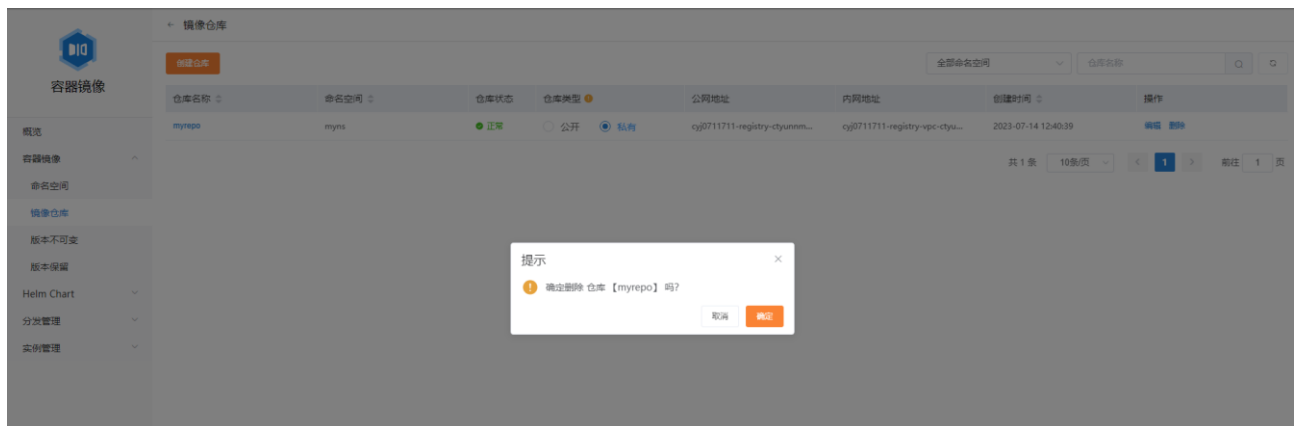 ← 镜像仓库
容器镜像
创建仓库 全部命名空间 仓库名称
仓库名称 命名空间 仓库状态 仓库类型 公网地址 内网地址 创建时间 操作
myrepo myns 正常 公开 私有 cyj0711711-registry-ctyunnm... cyj0711711-registry-vpc-ctyu... 2023-07-14 12:40:39 编辑 删除
共 1 条 10条/页 < 1 > 前往 1 页
概览
容器镜像
命名空间
镜像仓库
版本不可变
版本保留
Helm Chart
分发管理
实例管理
提示 ×
! 确定删除 仓库 【myrepo】 吗?
取消 确定